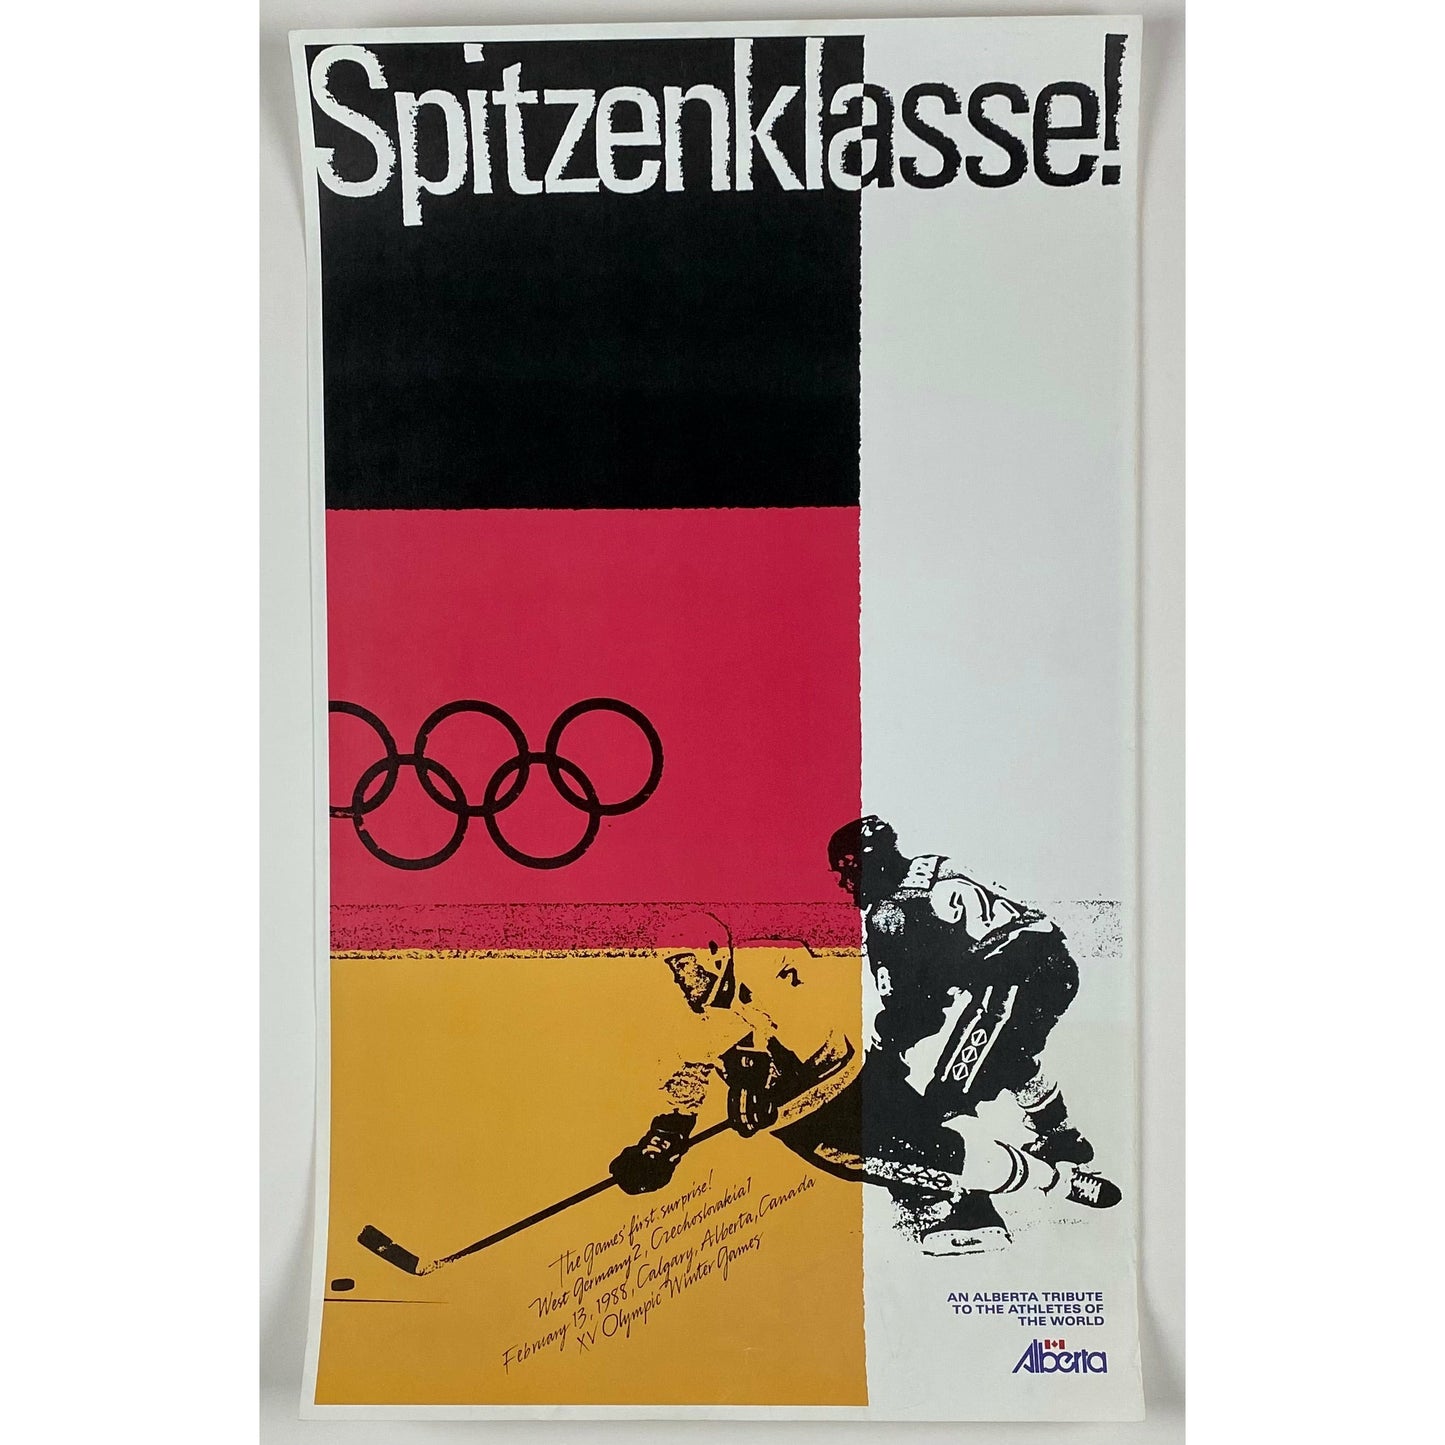 Spitzenklasse!
The Games' first surprise!
West Germany 2, Czechoslovakia 1
February 13, 1988, Calgary, Alberta, Canada
XV Olympic Winter Games
AN ALBERTA TRIBUTE
TO THE ATHLETES OF
THE WORLD
Alberta